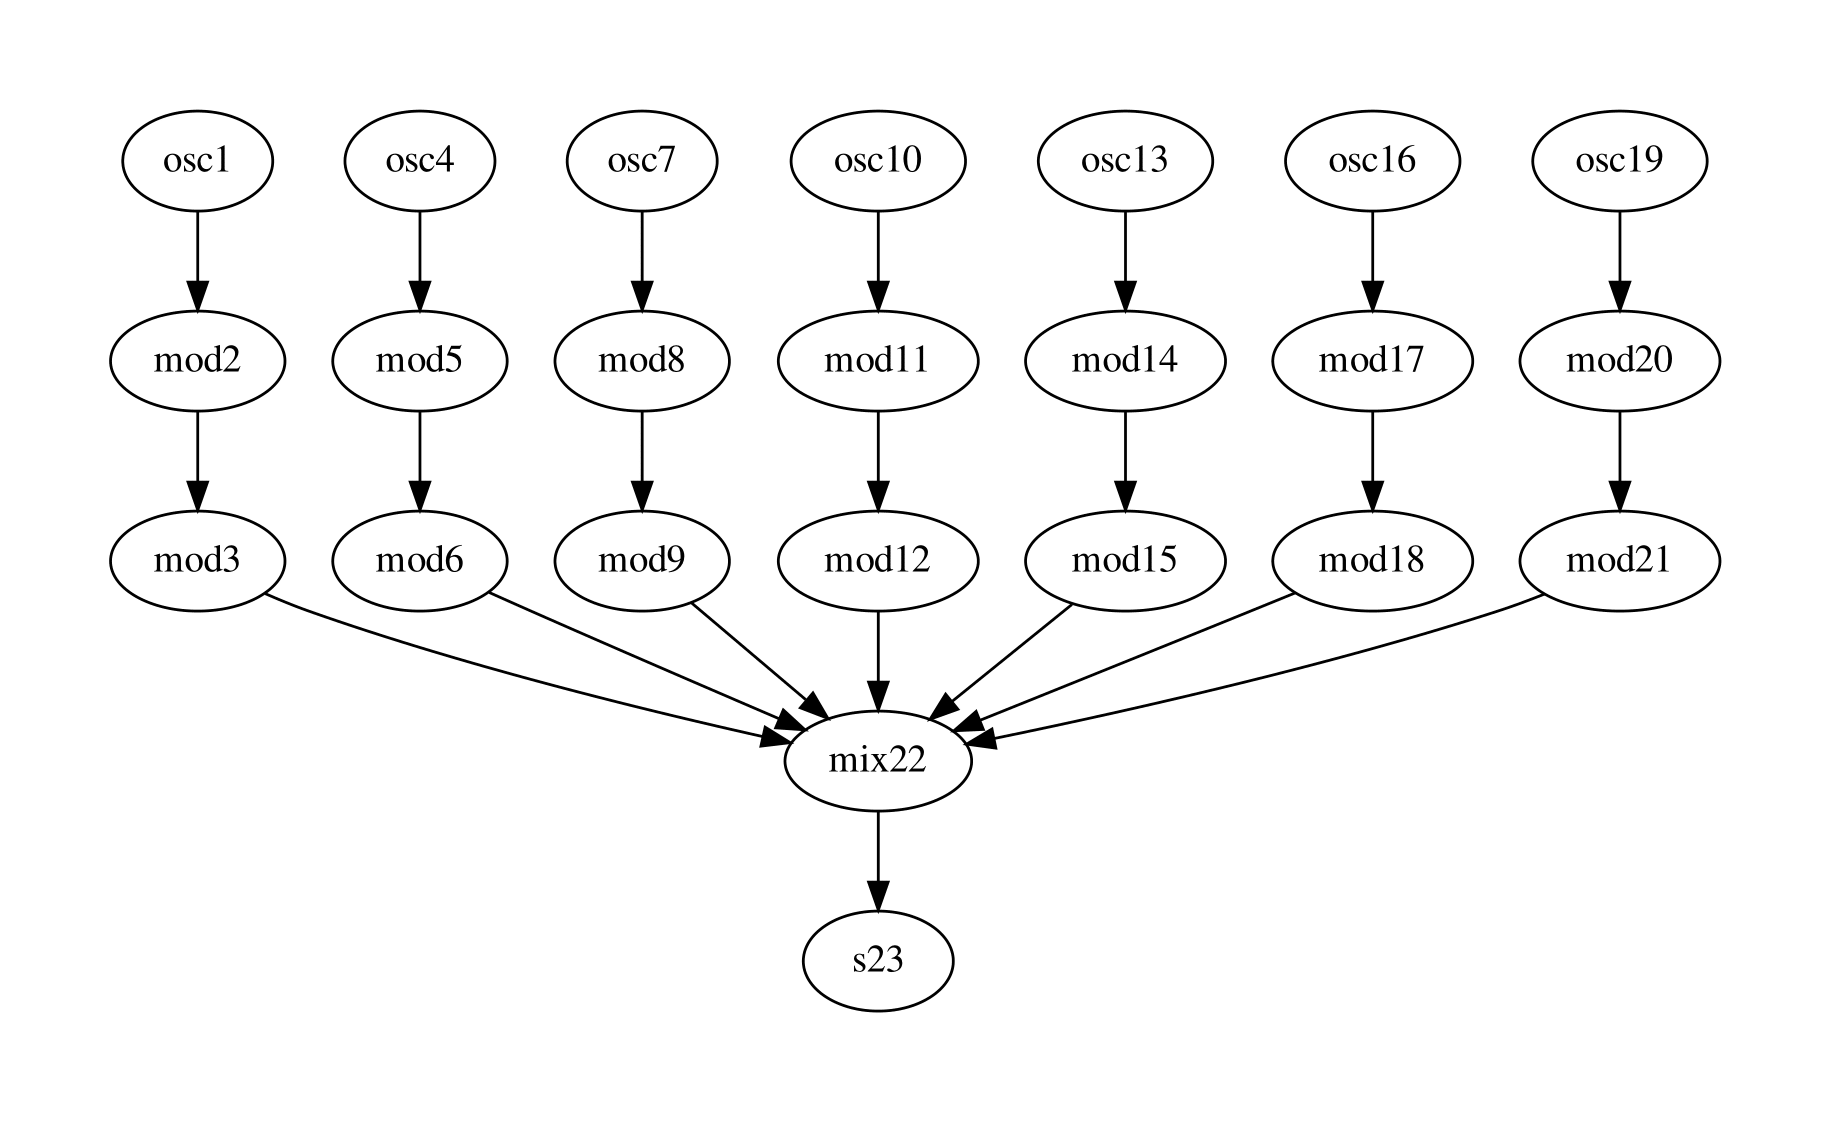 osc1 osc4 osc7 osc10 osc13 osc16 osc19
mod2 mod5 mod8 mod11 mod14 mod17 mod20
mod3 mod6 mod9 mod12 mod15 mod18 mod21
mix22
s23